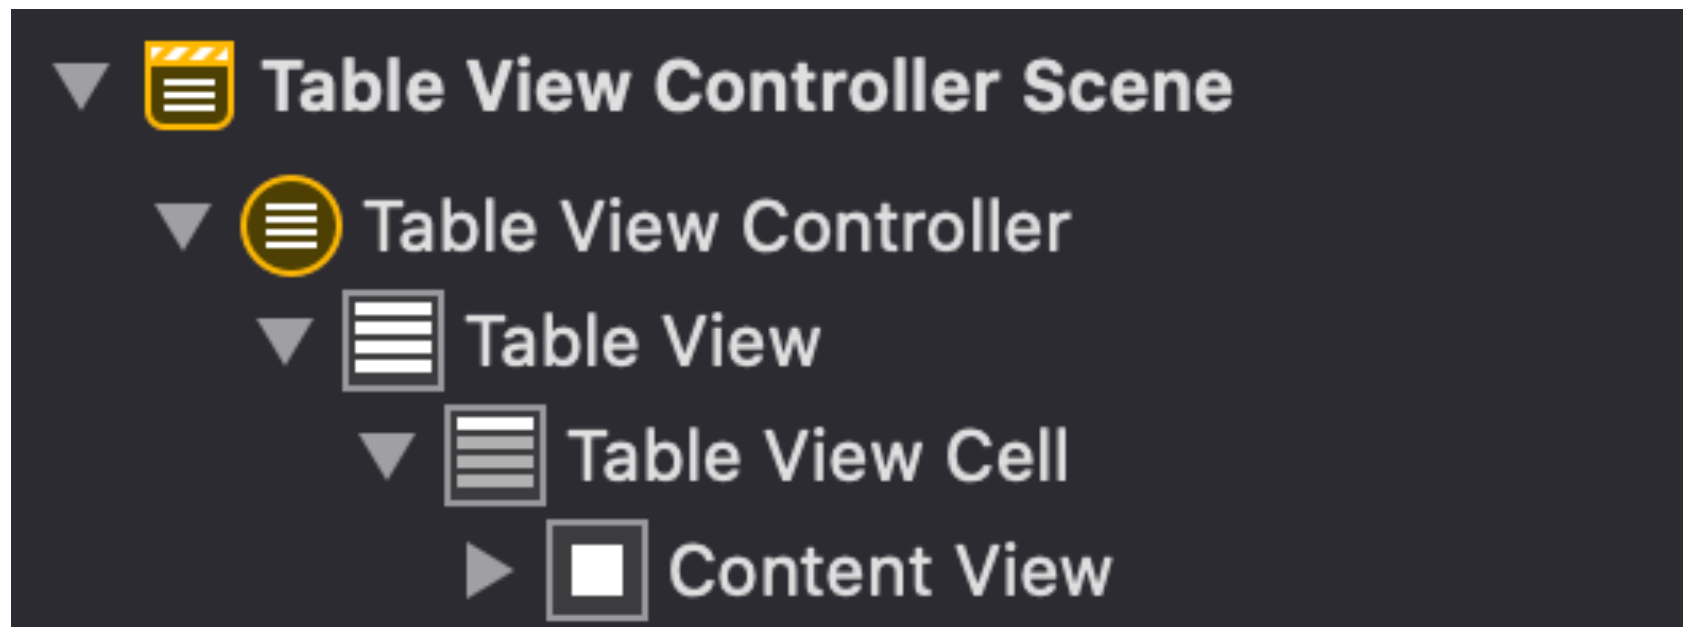 Table View Controller Scene
Table View Controller
Table View
Table View Cell
Content View